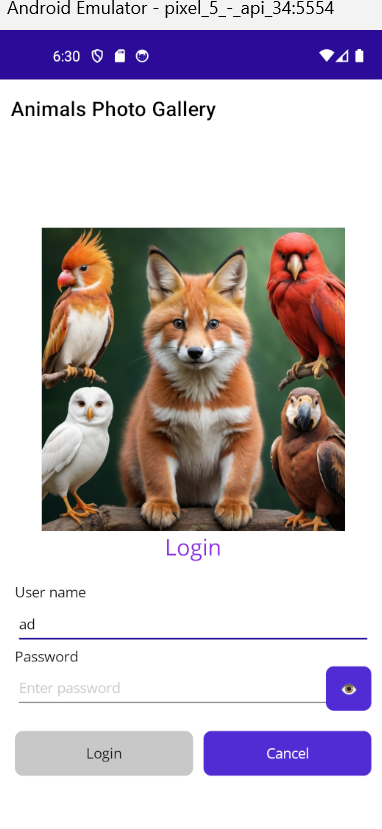 Android Emulator - pixel_5_-_api_34:5554
6:30
Animals Photo Gallery
Login
User name
ad
Password
Enter password
Login Cancel